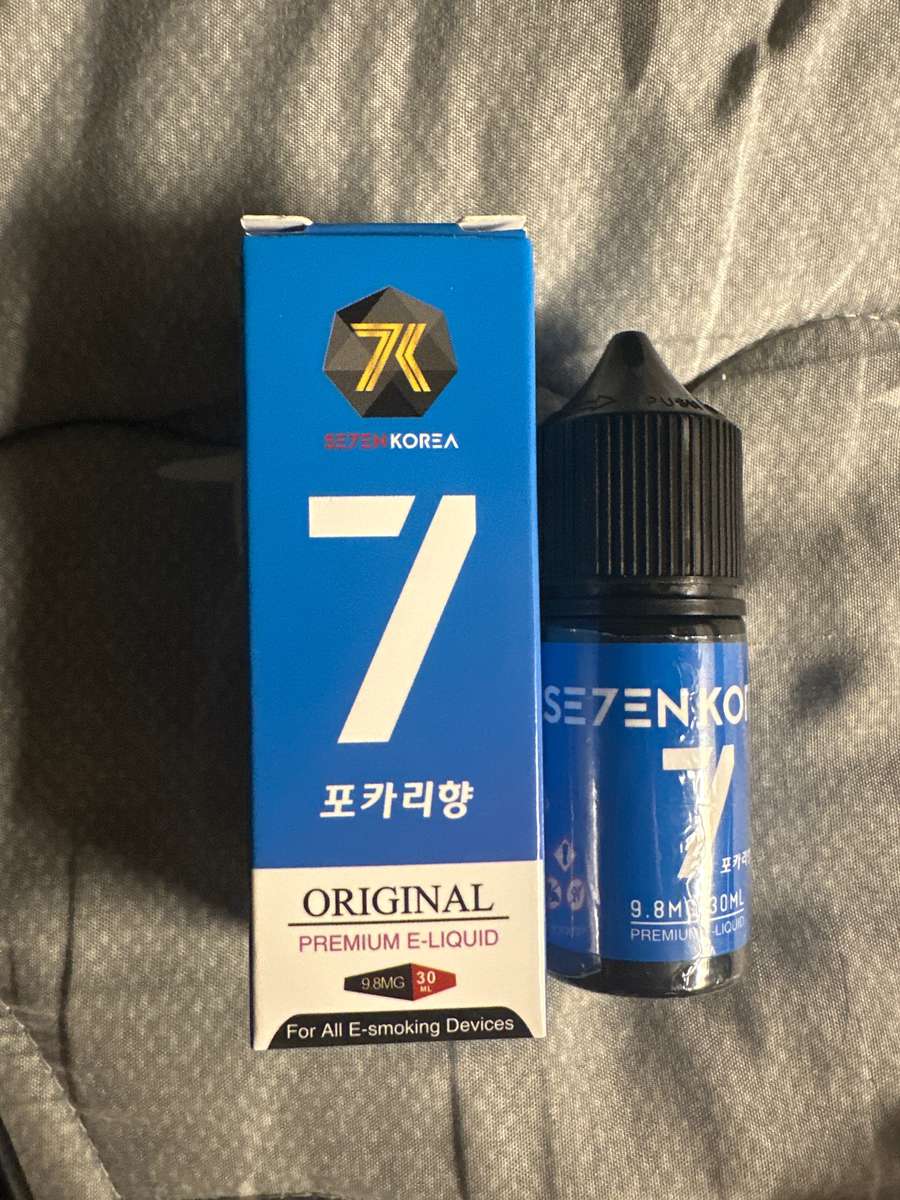 7K
SE7EN KOREA
7
포카리향
ORIGINAL
PREMIUM E-LIQUID
9.8MG 30
ML
For All E-smoking Devices
SE7EN KO
7
포카
9.8MG 30ML
PREMIUM E-LIQUID